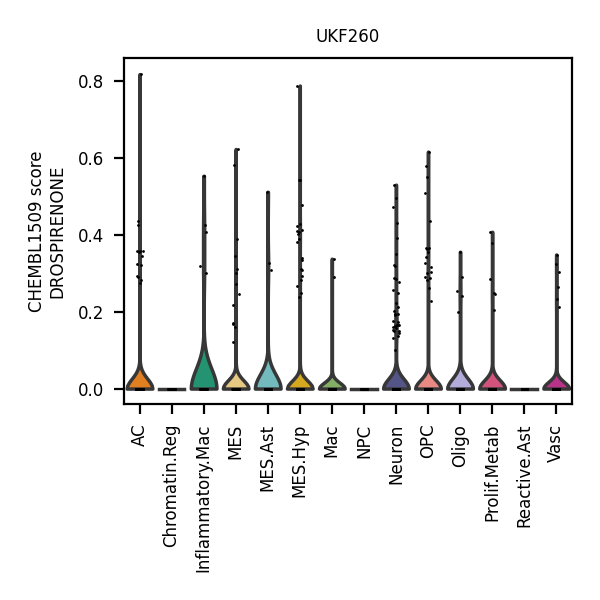 UKF260
CHEMBL1509 score
DROSPIRENONE
0.8
0.6
0.4
0.2
0.0
AC
Chromatin.Reg
Inflammatory.Mac
MES
MES.Ast
MES.Hyp
Mac
NPC
Neuron
OPC
Oligo
Prolif.Metab
Reactive.Ast
Vasc